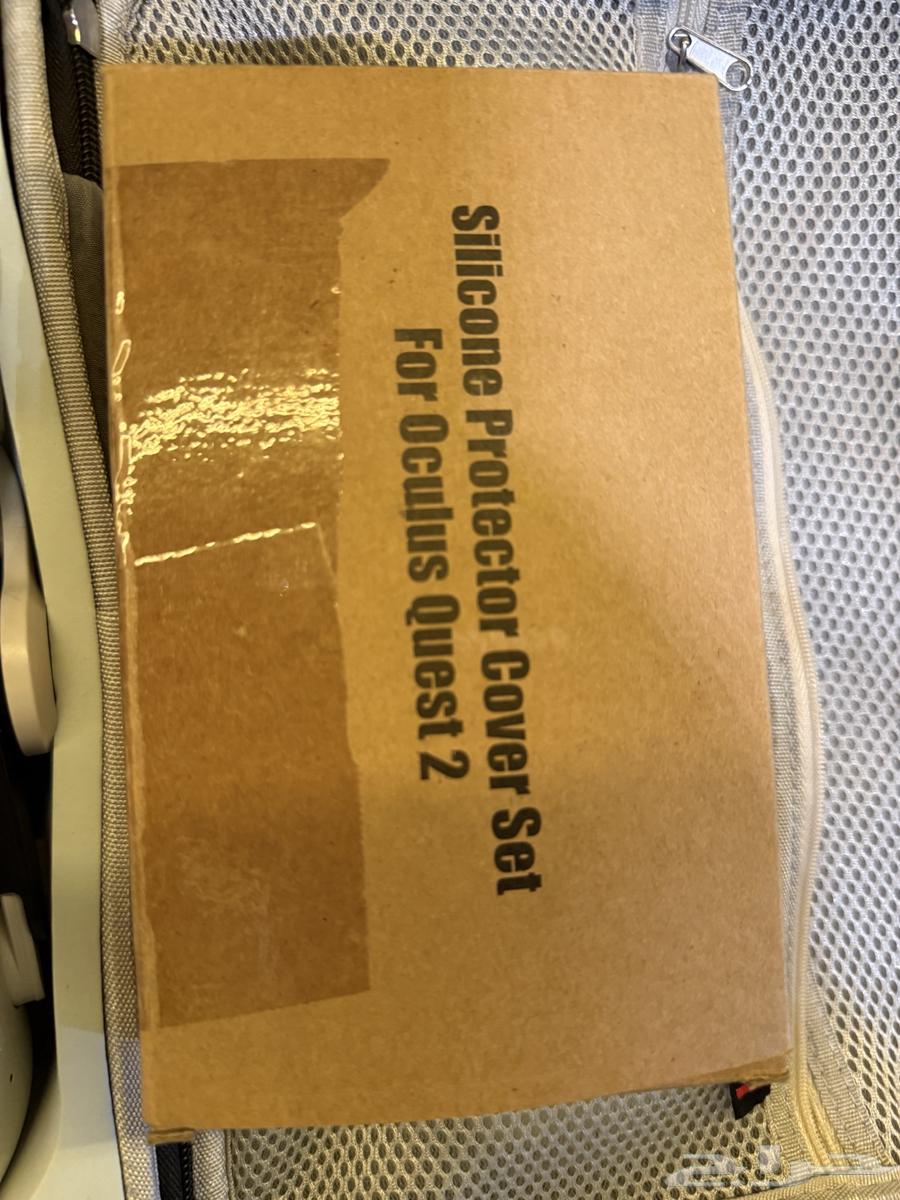 Silicone Protector Cover Set
For Oculus Quest 2